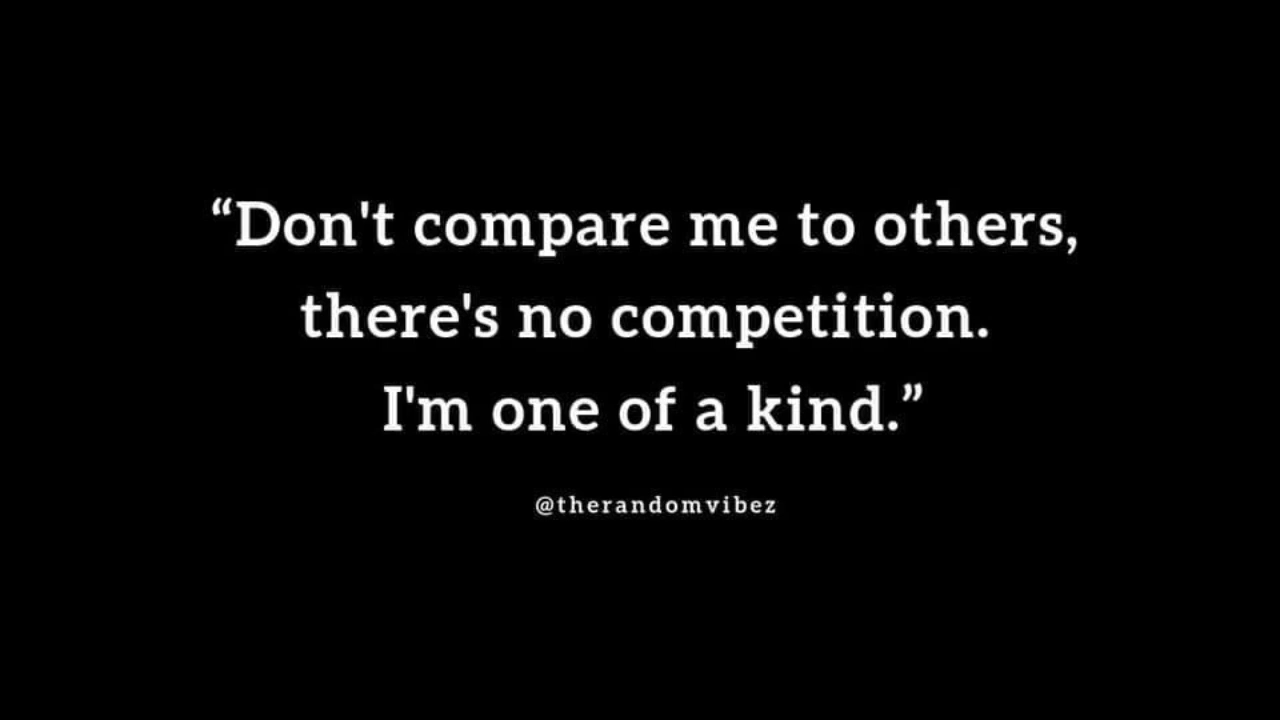 “Don't compare me to others,
there's no competition.
I'm one of a kind.”
@therandomvibez